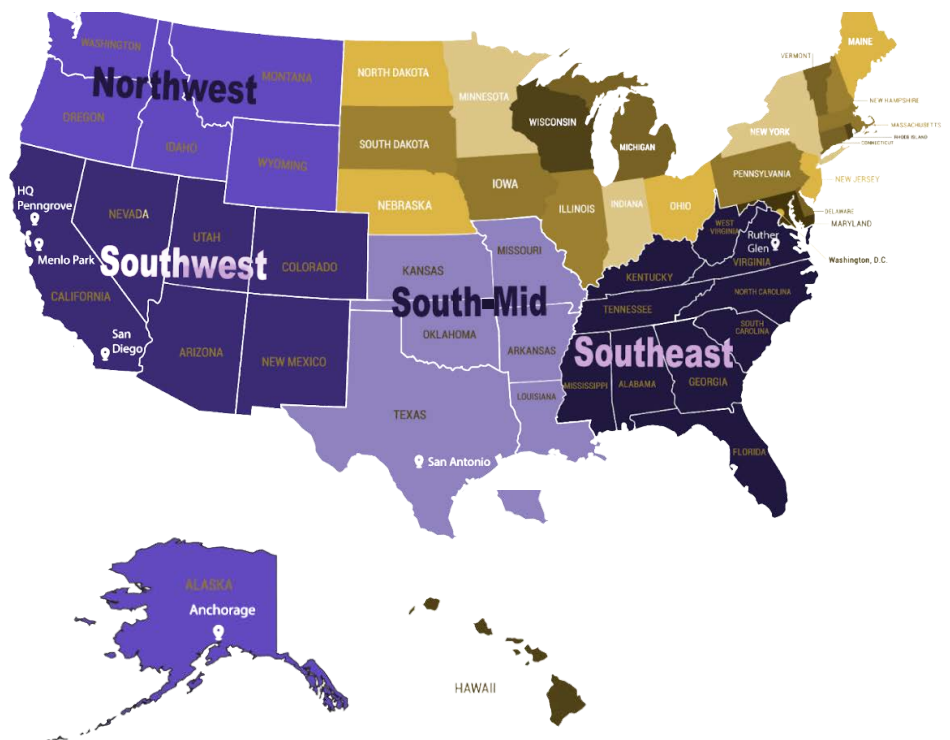 WASHINGTON
MONTANA
Northwest
OREGON
IDAHO
WYOMING
NORTH DAKOTA
MINNESOTA
SOUTH DAKOTA
WISCONSIN
MICHIGAN
IOWA
NEBRASKA
ILLINOIS
INDIANA
OHIO
PENNSYLVANIA
NEW YORK
VERMONT
MAINE
NEW HAMPSHIRE
MASSACHUSETTS
RHODE ISLAND
CONNECTICUT
NEW JERSEY
DELAWARE
MARYLAND
Washington, D.C.
HQ
Penngrove
Menlo Park
NEVADA
UTAH
COLORADO
Southwest
CALIFORNIA
San
Diego
ARIZONA
NEW MEXICO
KANSAS
MISSOURI
South-Mid
OKLAHOMA
ARKANSAS
TEXAS
LOUISIANA
San Antonio
WEST
VIRGINIA
Ruther
Glen
VIRGINIA
KENTUCKY
TENNESSEE
NORTH CAROLINA
SOUTH
CAROLINA
Southeast
MISSISSIPPI
ALABAMA
GEORGIA
FLORIDA
ALASKA
Anchorage
HAWAII